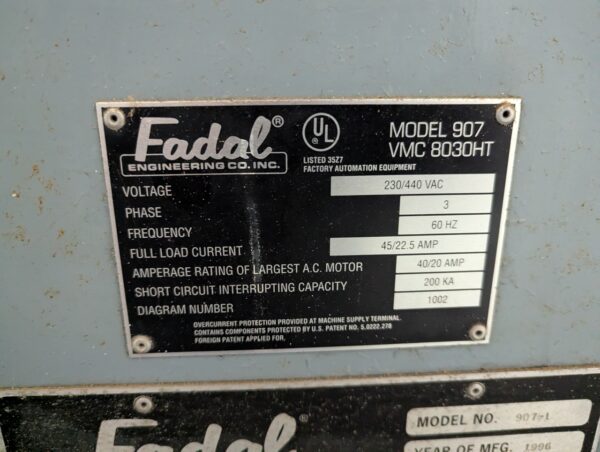 Fadal®
ENGINEERING CO. INC.
UL
LISTED 35Z7
FACTORY AUTOMATION EQUIPMENT
MODEL 907
VMC 8030HT
VOLTAGE 230/440 VAC
PHASE 3
FREQUENCY 60 HZ
FULL LOAD CURRENT 45/22.5 AMP
AMPERAGE RATING OF LARGEST A.C. MOTOR 40/20 AMP
SHORT CIRCUIT INTERRUPTING CAPACITY 200 KA
DIAGRAM NUMBER 1002
OVERCURRENT PROTECTION PROVIDED AT MACHINE SUPPLY TERMINAL.
CONTAINS COMPONENTS PROTECTED BY U.S. PATENT NO. 5,0222.278
FOREIGN PATENT APPLIED FOR.
Fadal
MODEL NO. 907-1
YEAR OF MFG. 1996